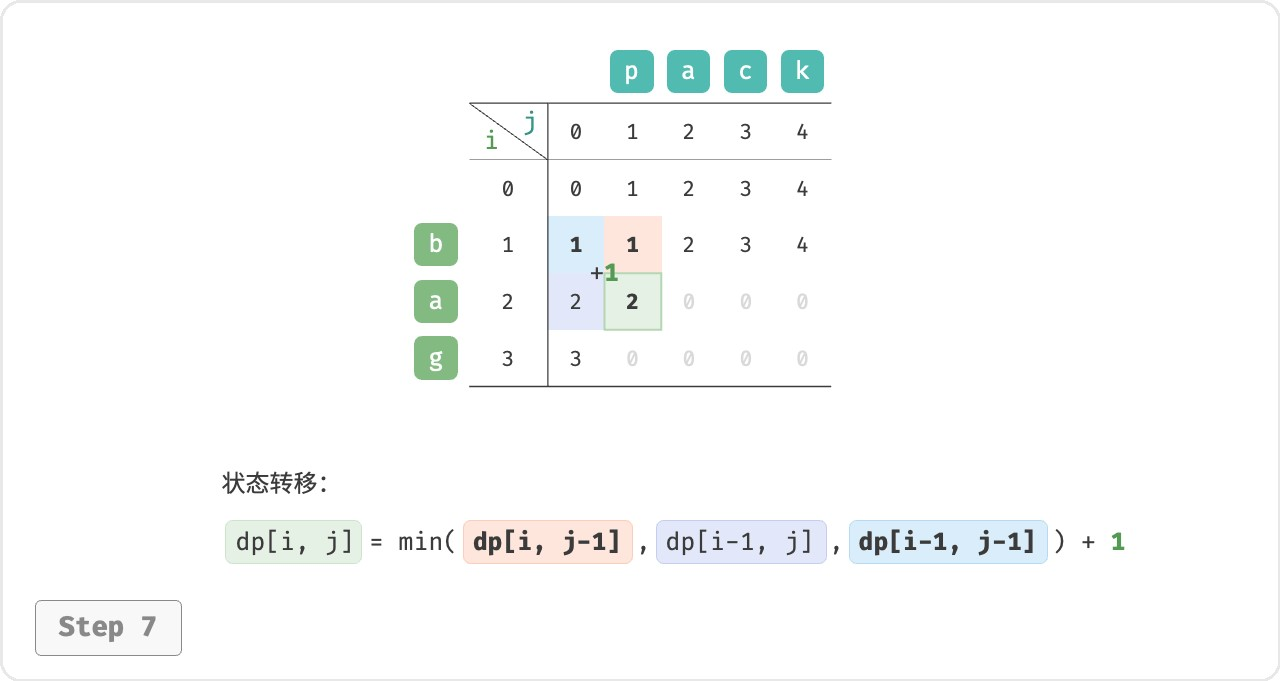 p a c k
i j 0 1 2 3 4
0 0 1 2 3 4
b 1 1 1 2 3 4
+1
a 2 2 2 0 0 0
g 3 3 0 0 0 0
状态转移：
dp[i, j] = min( dp[i, j-1] , dp[i-1, j] , dp[i-1, j-1] ) + 1
Step 7